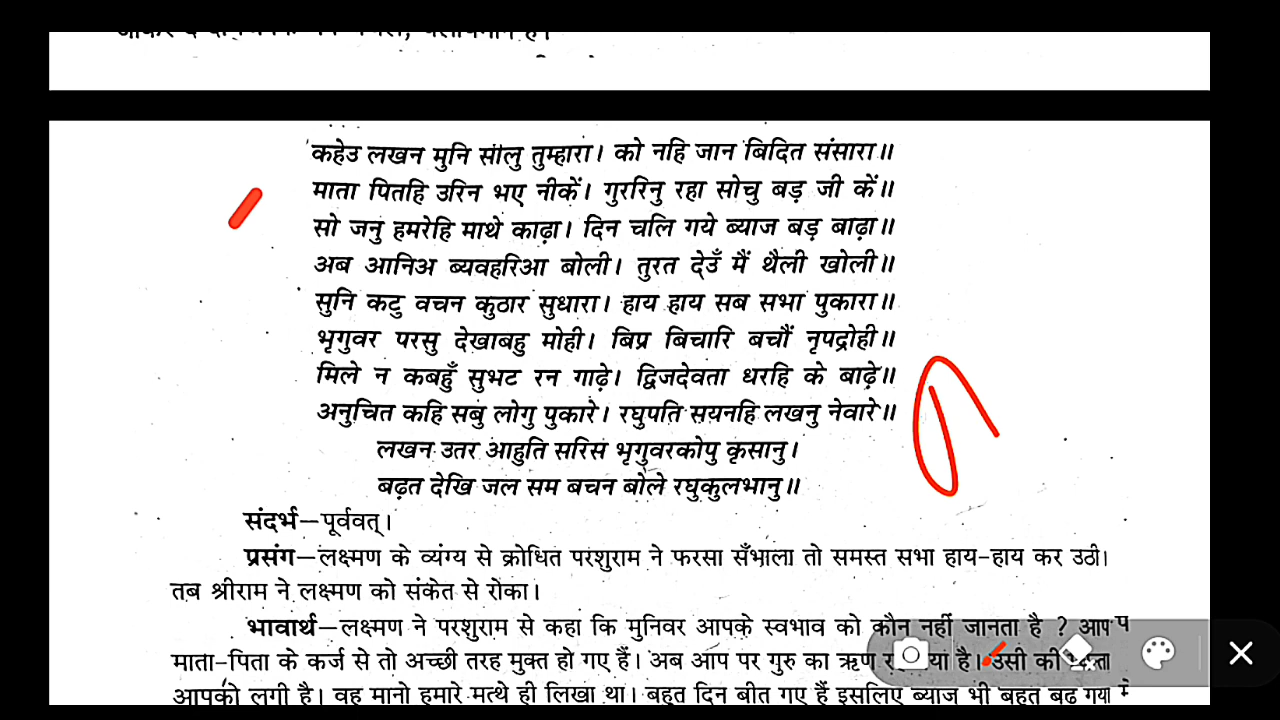 कहेउ लखन मुनि सीलु तुम्हारा। को नहि जान बिदित संसारा॥
माता पितहि उरिन भए नीकें। गुररिनु रहा सोचु बड़ जी कें॥
सो जनु हमरेहि माथे काढ़ा। दिन चलि गये ब्याज बड़ बाढ़ा॥
अब आनिअ ब्यवहरिआ बोली। तुरत देउँ मैं थैली खोली॥
सुनि कटु वचन कुठार सुधारा। हाय हाय सब सभा पुकारा॥
भृगुवर परसु देखाबहु मोही। बिप्र बिचारि बचौं नृपद्रोही॥
मिले न कबहुँ सुभट रन गाढ़े। द्विजदेवता धरहि के बाढ़े॥
अनुचित कहि सबु लोगु पुकारे। रघुपति सयनहि लखनु नेवारे॥
लखन उतर आहुति सरिस भृगुवरकोपु कृसानु।
बढ़त देखि जल सम बचन बोले रघुकुलभानु॥
संदर्भ—पूर्ववत्।
प्रसंग—लक्ष्मण के व्यंग्य से क्रोधित परशुराम ने फरसा सँभाला तो समस्त सभा हाय-हाय कर उठी।
तब श्रीराम ने लक्ष्मण को संकेत से रोका।
भावार्थ—लक्ष्मण ने परशुराम से कहा कि मुनिवर आपके स्वभाव को कौन नहीं जानता है ? आप
माता-पिता के कर्ज से तो अच्छी तरह मुक्त हो गए हैं। अब आप पर गुरु का ऋण है। उसी की
आपको लगी है। वह मानो हमारे मत्थे ही लिखा था। बहुत दिन बीत गए हैं इसलिए ब्याज भी बहुत बढ़ गया